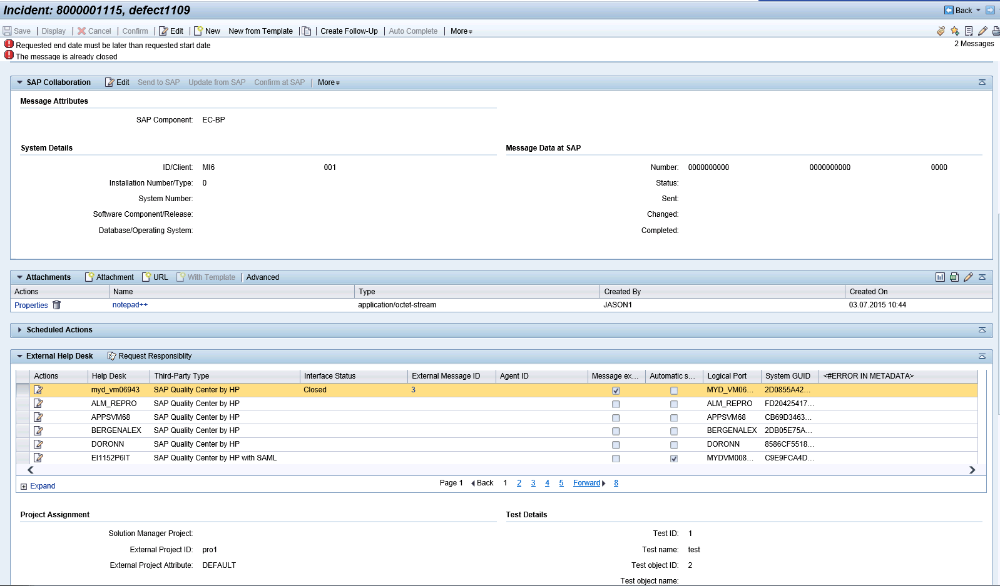 Incident: 8000001115, defect1109
Back
Save Display Cancel Confirm Edit New New from Template Create Follow-Up Auto Complete More
Requested end date must be later than requested start date
2 Messages
The message is already closed
SAP Collaboration Edit Send to SAP Update from SAP Confirm at SAP More
Message Attributes
SAP Component: EC-BP
System Details
Message Data at SAP
ID/Client: MI6 001
Number: 0000000000 0000000000 0000
Installation Number/Type: 0
Status:
System Number:
Sent:
Software Component/Release:
Changed:
Database/Operating System:
Completed:
Attachments Attachment URL With Template Advanced
Actions Name Type Created By Created On
Properties notepad++ application/octet-stream JASON1 03.07.2015 10:44
Scheduled Actions
External Help Desk Request Responsiblity
Actions Help Desk Third-Party Type Interface Status External Message ID Agent ID Message ex... Automatic s... Logical Port System GUID <#ERROR IN METADATA>
myd_vm06943 SAP Quality Center by HP Closed 3 MYD_VM06... 2D0855A42...
ALM_REPRO SAP Quality Center by HP ALM_REPRO FD20425417...
APPSVM68 SAP Quality Center by HP APPSVM68 CB69D3463...
BERGENALEX SAP Quality Center by HP BERGENALEX 2DB05E75A...
DORONN SAP Quality Center by HP DORONN 8586CF5518...
EI1152P6IT SAP Quality Center by HP with SAML MYDVM008... C9E9FCA4D...
Expand
Page 1 Back 1 2 3 4 5 Forward 8
Project Assignment
Test Details
Solution Manager Project:
Test ID: 1
External Project ID: pro1
Test name: test
External Project Attribute: DEFAULT
Test object ID: 2
Test object name: